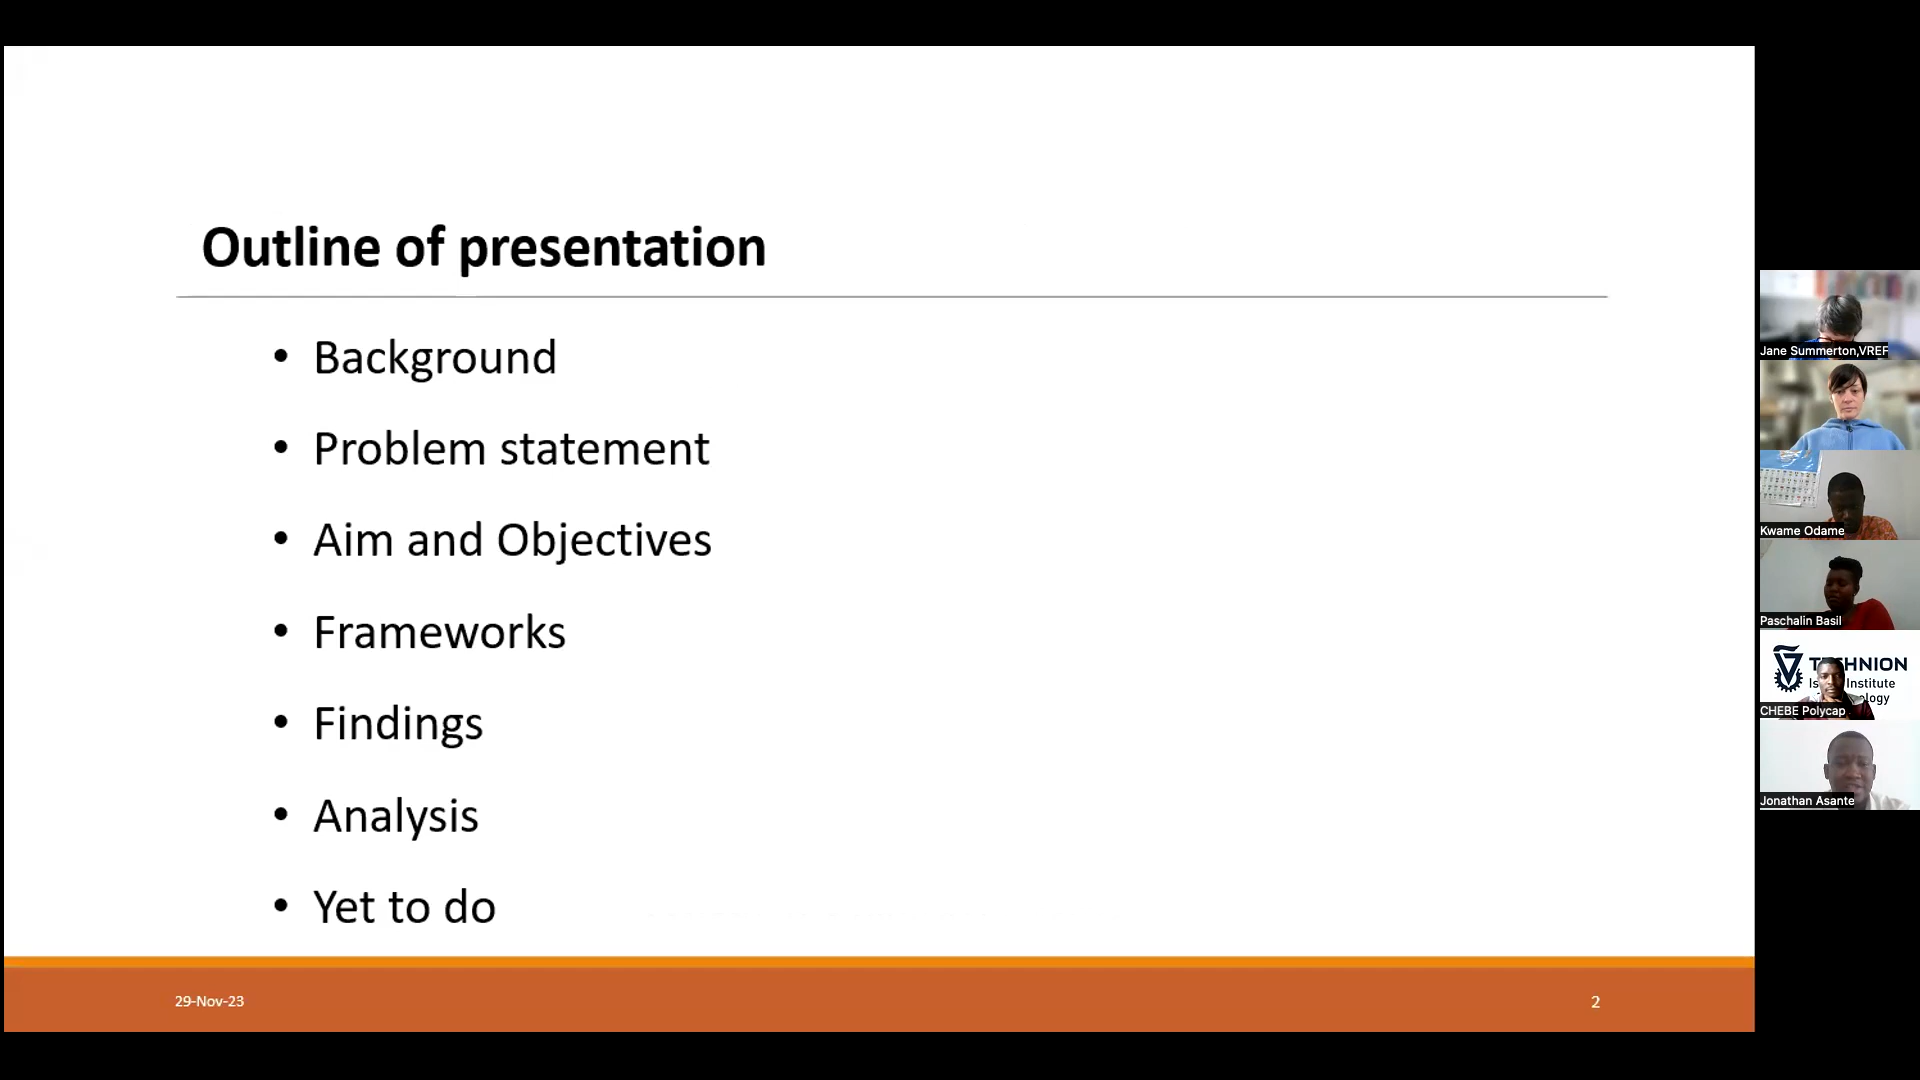 Outline of presentation
• Background
• Problem statement
• Aim and Objectives
• Frameworks
• Findings
• Analysis
• Yet to do
29-Nov-23
2
Jane Summerton,VREF
Kwame Odame
Paschalin Basil
TECHNION
Institute
CHEBE Polycap
Jonathan Asante